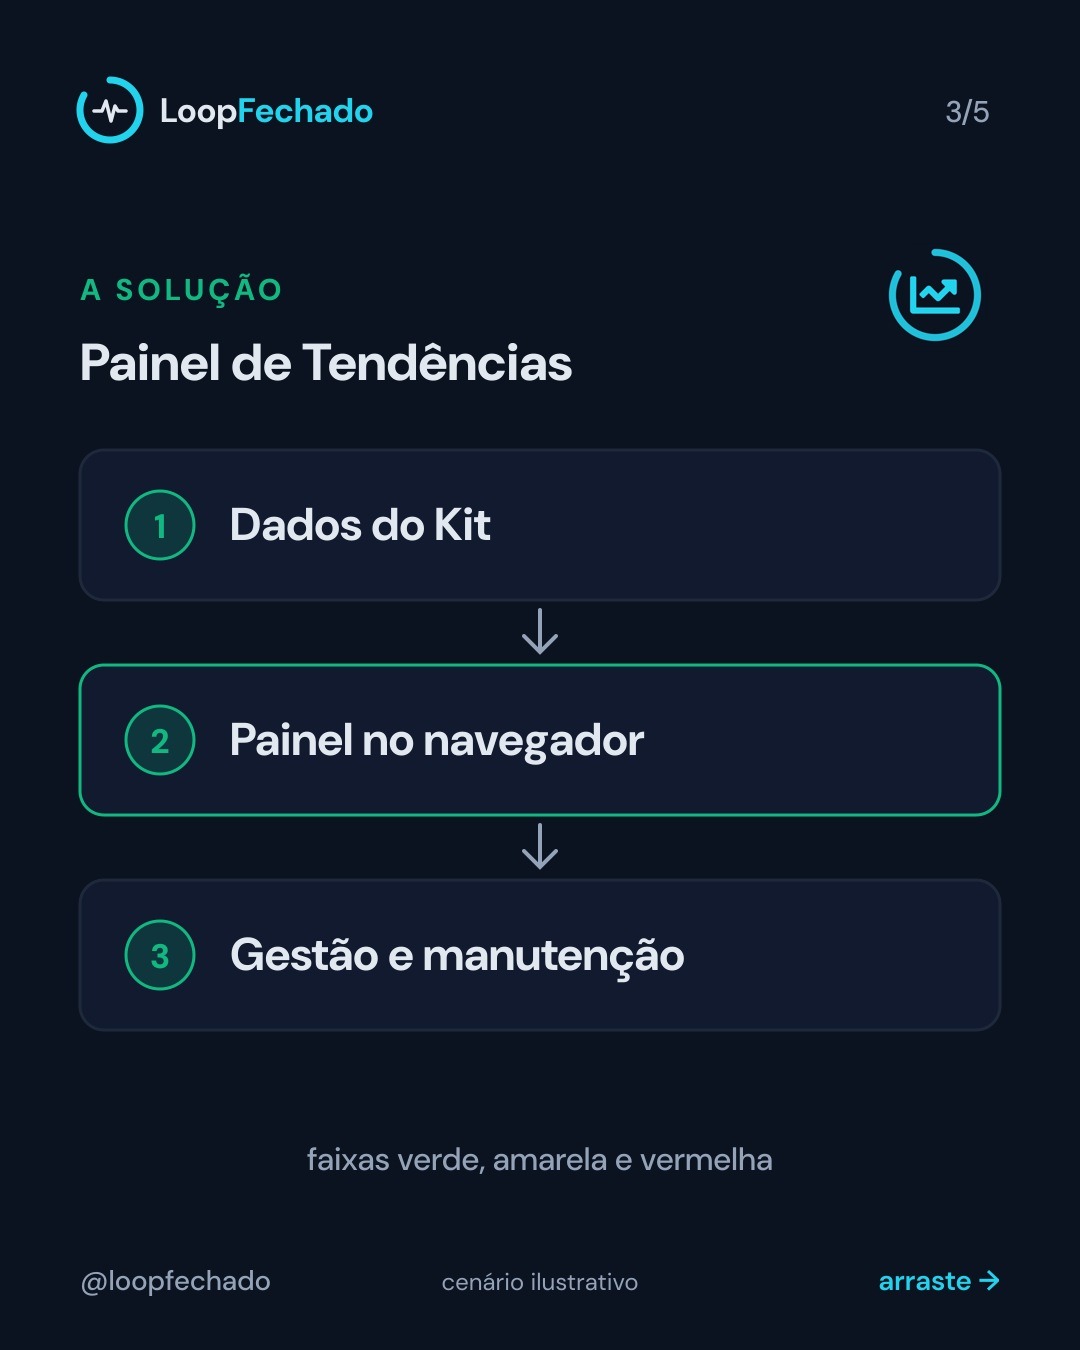 LoopFechado
3/5
A SOLUÇÃO
Painel de Tendências
1 Dados do Kit
2 Painel no navegador
3 Gestão e manutenção
faixas verde, amarela e vermelha
@loopfechado
cenário ilustrativo
arraste →